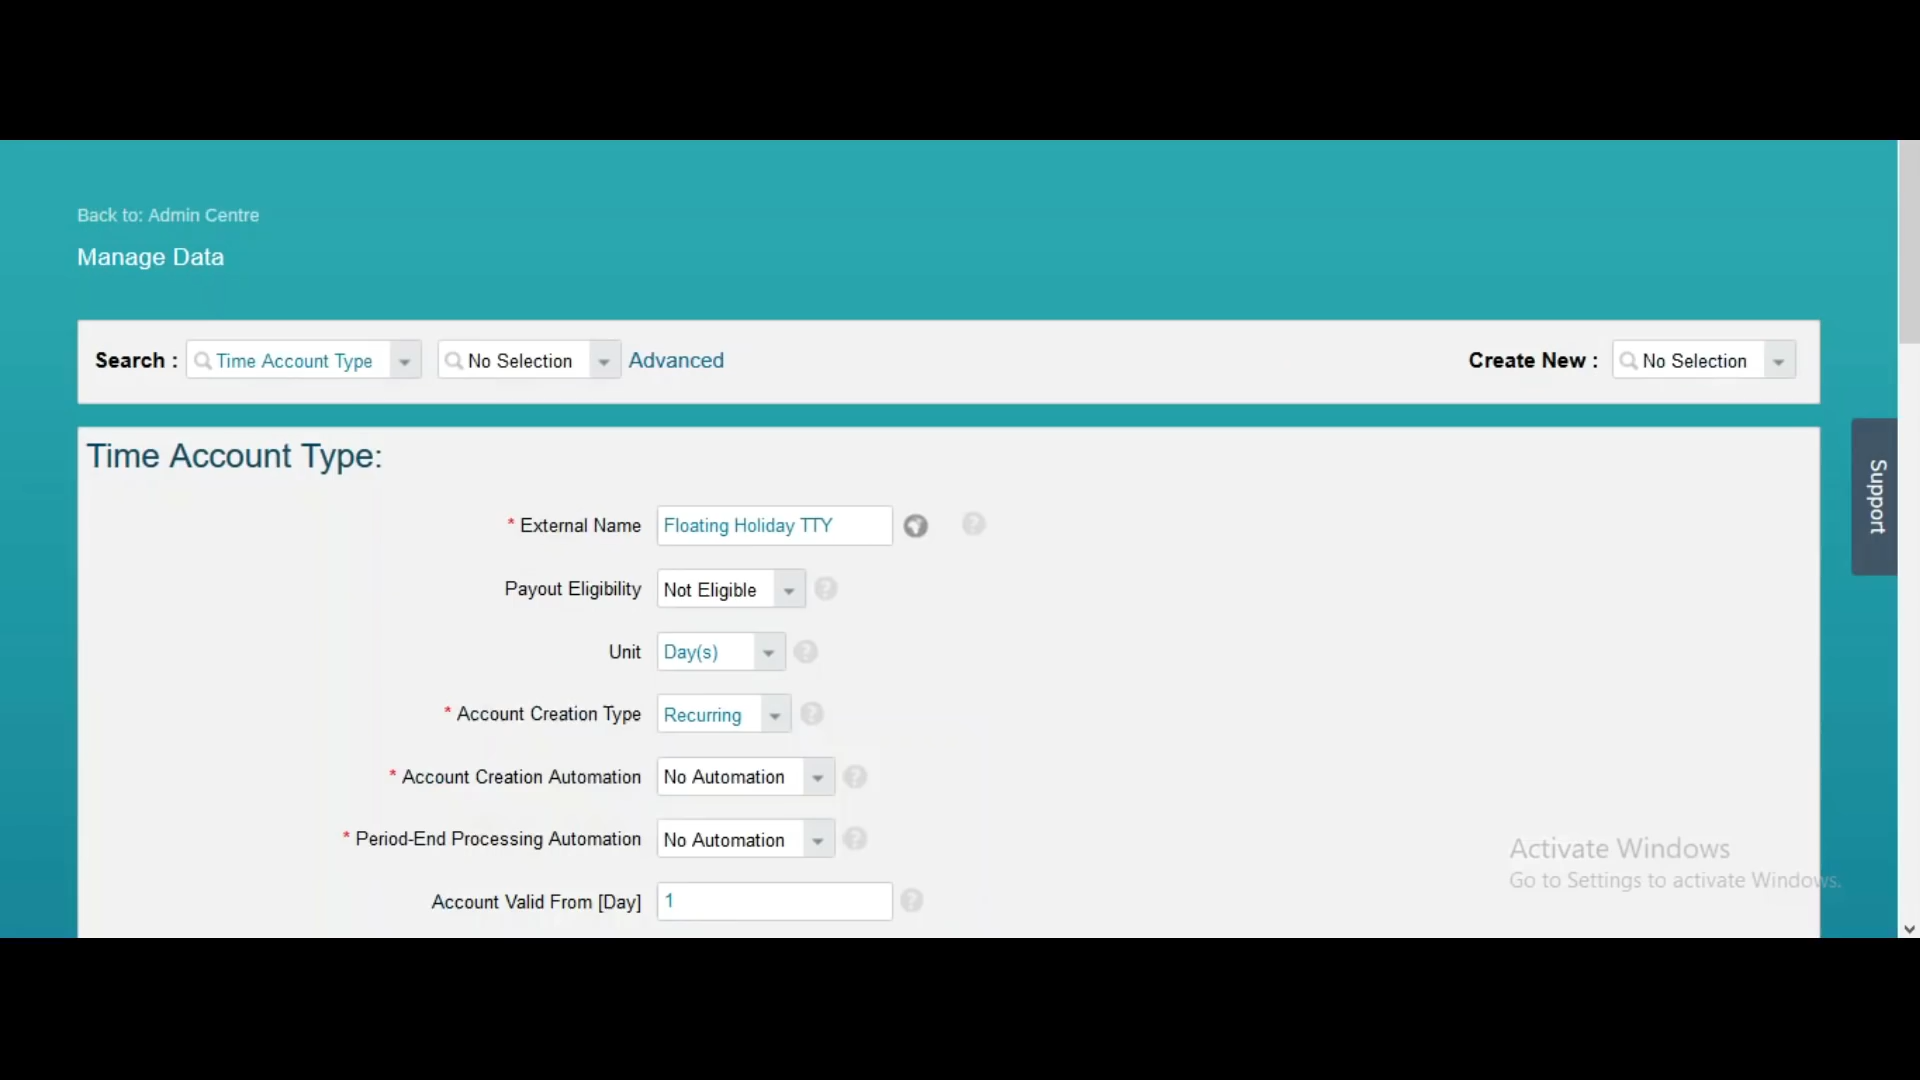 Back to: Admin Centre
Manage Data
Search : Time Account Type No Selection Advanced Create New : No Selection
Time Account Type:
* External Name Floating Holiday TTY
Payout Eligibility Not Eligible
Unit Day(s)
* Account Creation Type Recurring
* Account Creation Automation No Automation
* Period-End Processing Automation No Automation
Account Valid From [Day] 1
Support
Activate Windows
Go to Settings to activate Windows.